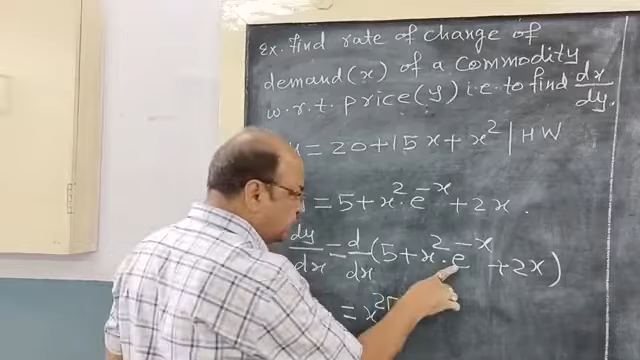 Ex. Find rate of change of
demand (x) of a commodity
w.r.t. price (y) i.e. to find dx/dy.
= 20 + 15x + x² | HW
= 5 + x². e⁻ˣ + 2x.
dy/dx = d/dx (5 + x². e⁻ˣ + 2x)
= x²